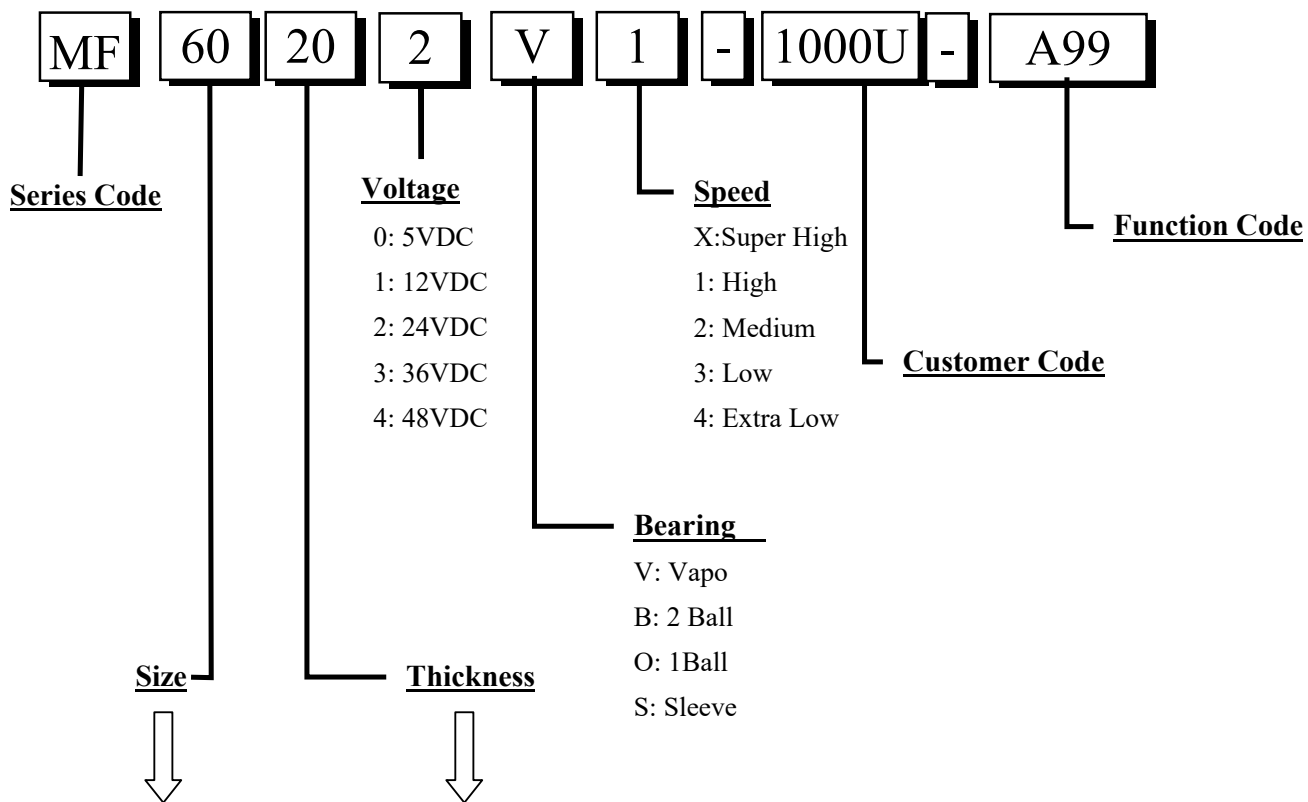 MF 60 20 2 V 1 - 1000U - A99
Series Code
Voltage
0: 5VDC
1: 12VDC
2: 24VDC
3: 36VDC
4: 48VDC
Speed
X:Super High
1: High
2: Medium
3: Low
4: Extra Low
Function Code
Customer Code
Bearing
V: Vapo
B: 2 Ball
O: 1Ball
S: Sleeve
Size
Thickness